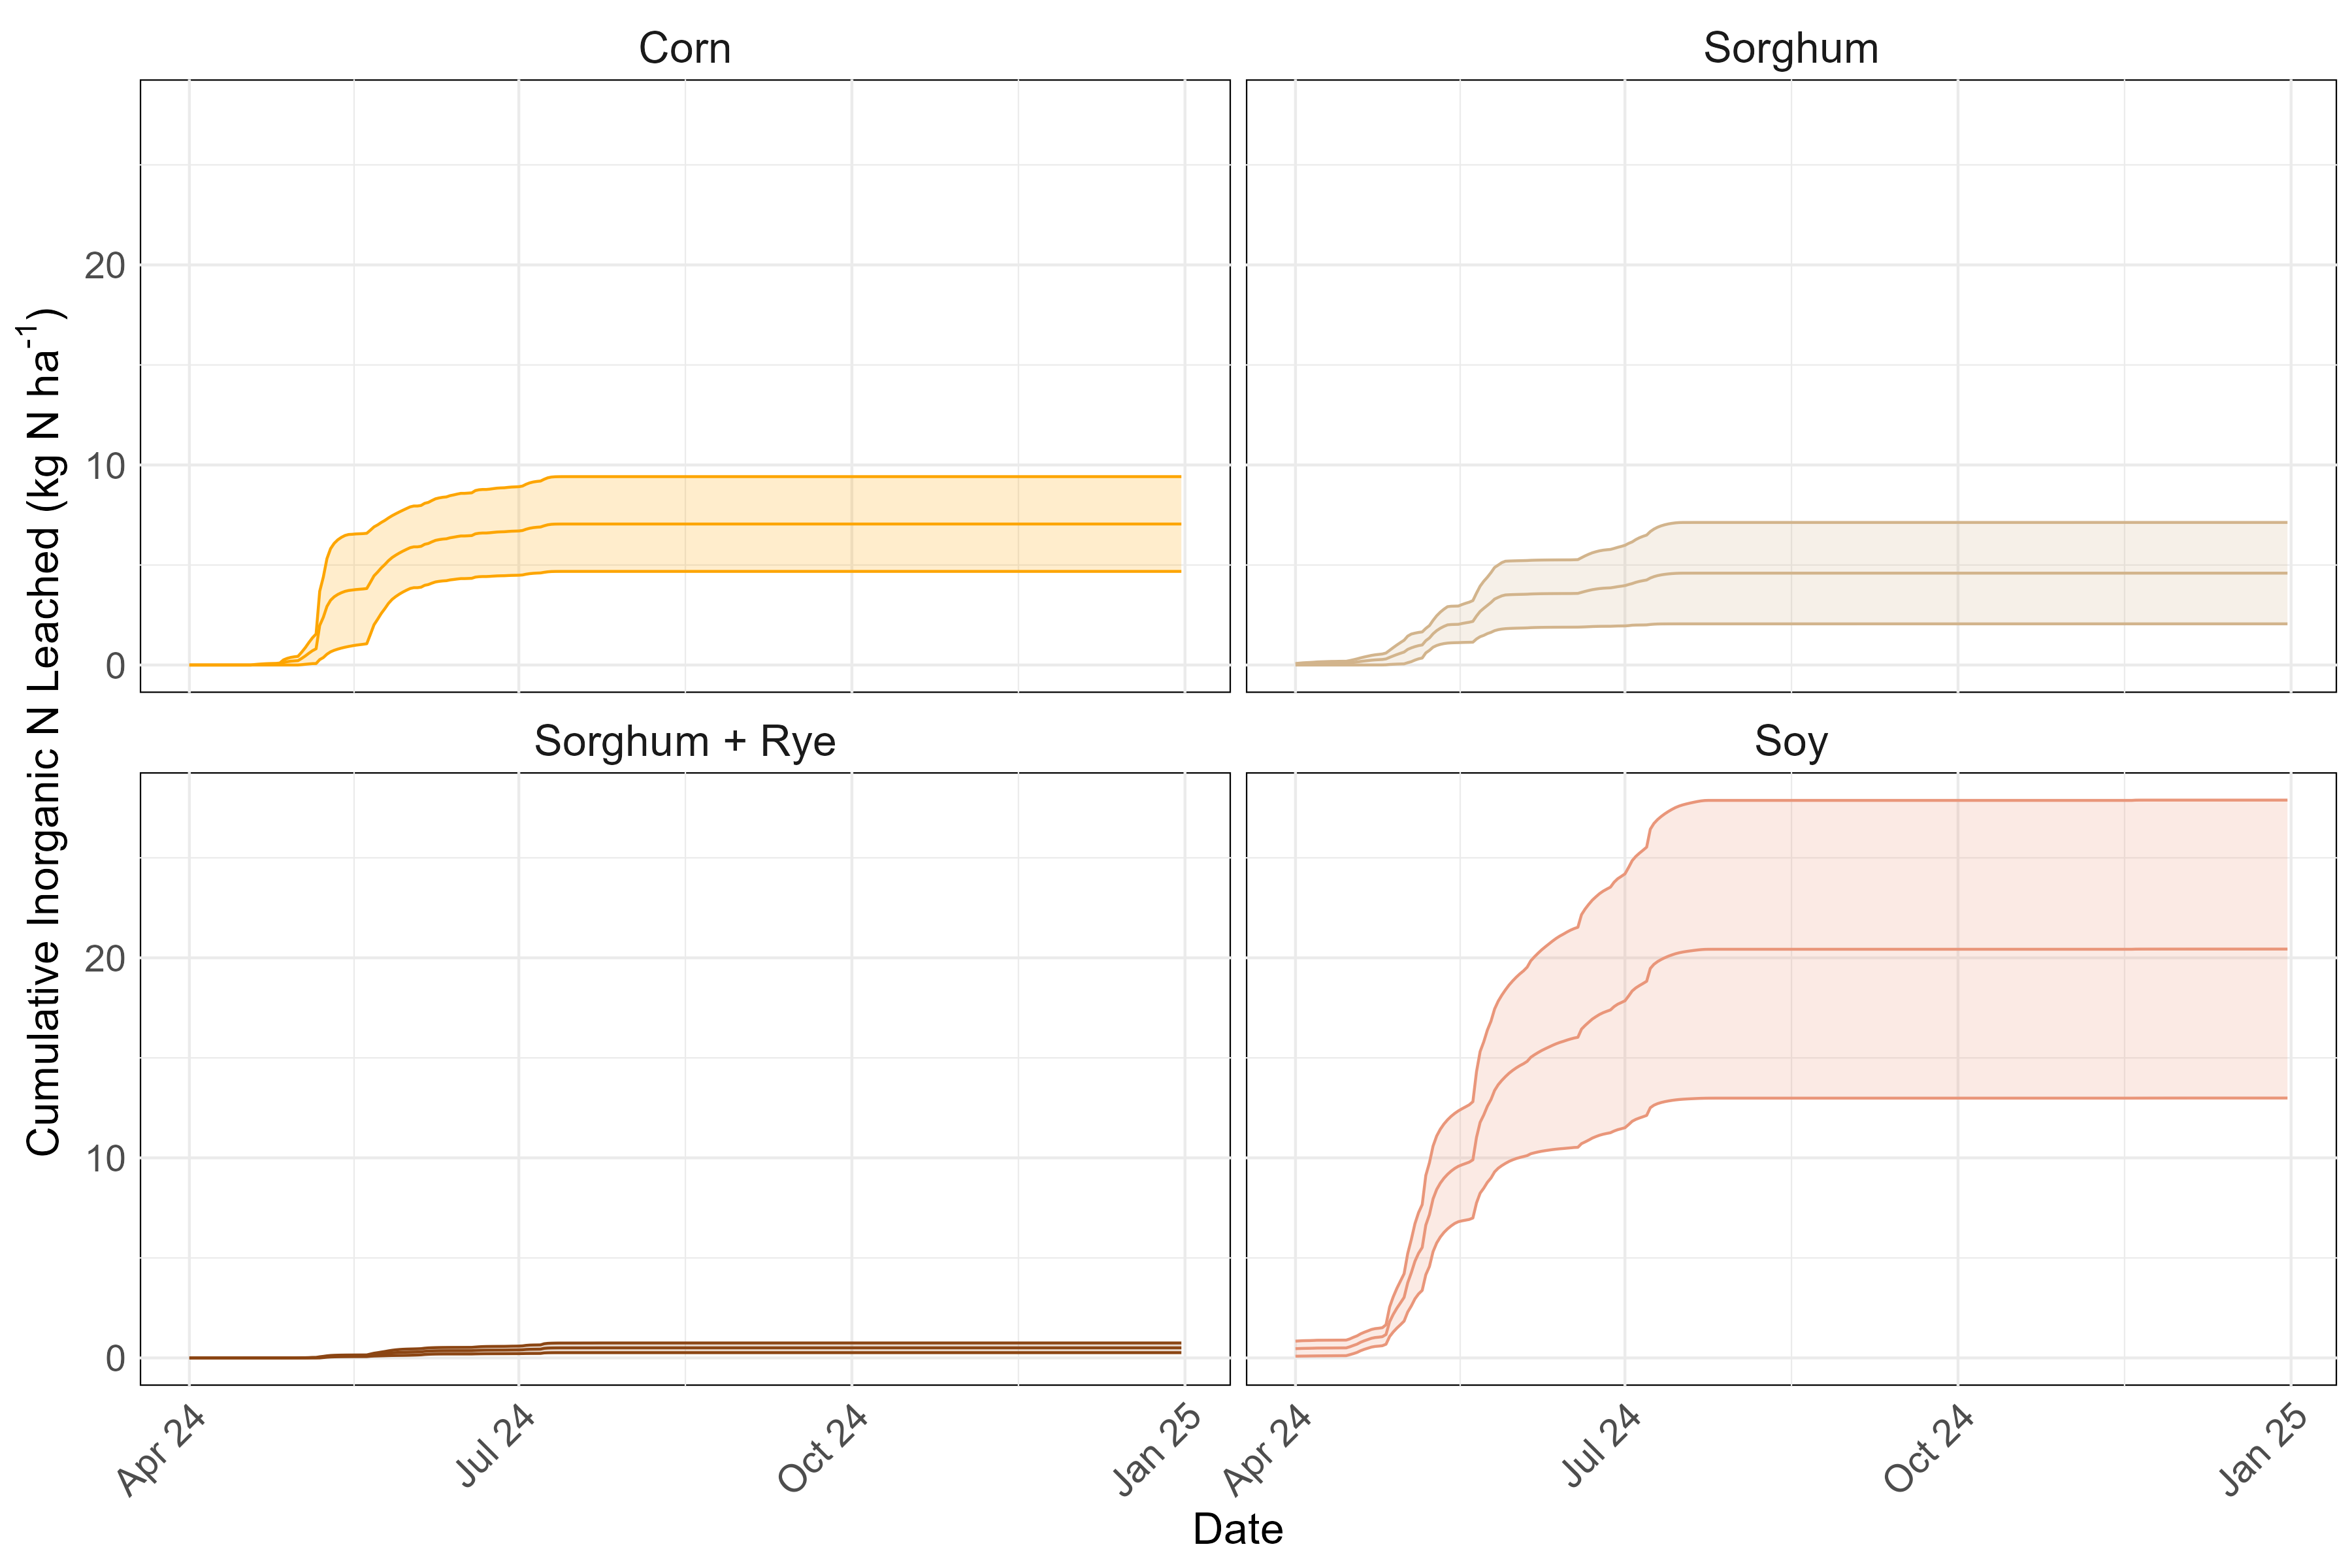 Corn
Sorghum
20
10
0
Sorghum + Rye
Soy
20
10
0
Cumulative Inorganic N Leached (kg N ha⁻¹)
Apr 24
Jul 24
Oct 24
Jan 25
Apr 24
Jul 24
Oct 24
Jan 25
Date